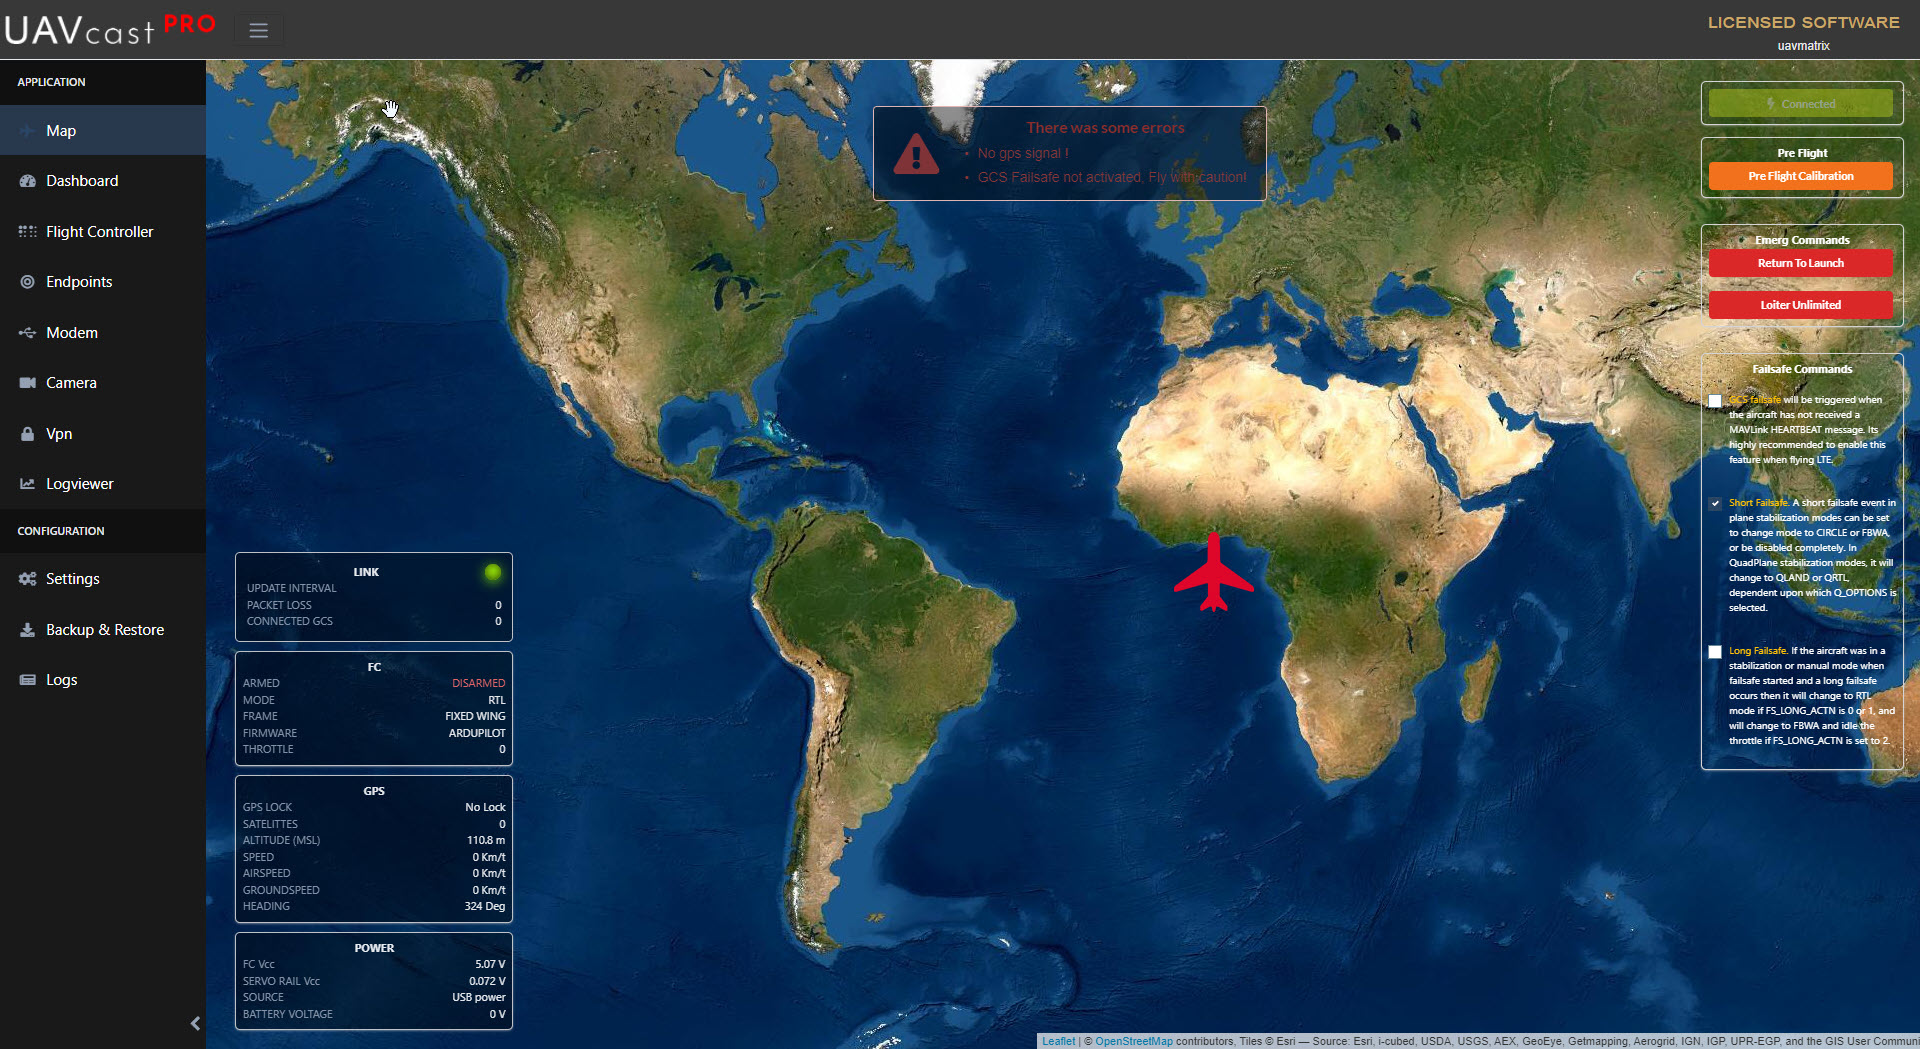 UAVcast PRO
LICENSED SOFTWARE
uavmatrix
APPLICATION
Map
Dashboard
Flight Controller
Endpoints
Modem
Camera
Vpn
Logviewer
CONFIGURATION
Settings
Backup & Restore
Logs
There was some errors
• No gps signal !
• GCS Failsafe not activated, Fly with caution!
LINK
UPDATE INTERVAL
PACKET LOSS 0
CONNECTED GCS 0
FC
ARMED DISARMED
MODE RTL
FRAME FIXED WING
FIRMWARE ARDUPILOT
THROTTLE 0
GPS
GPS LOCK No Lock
SATELITTES 0
ALTITUDE (MSL) 110.8 m
SPEED 0 Km/t
AIRSPEED 0 Km/t
GROUNDSPEED 0 Km/t
HEADING 324 Deg
POWER
FC Vcc 5.07 V
SERVO RAIL Vcc 0.072 V
SOURCE USB power
BATTERY VOLTAGE 0 V
Connected
Pre Flight
Pre Flight Calibration
Emerg Commands
Return To Launch
Loiter Unlimited
Failsafe Commands
GCS failsafe will be triggered when
the aircraft has not received a
MAVLink HEARTBEAT message. Its
highly recommended to enable this
feature when flying LTE.
Short Failsafe. A short failsafe event in
plane stabilization modes can be set
to change mode to CIRCLE or FBWA,
or be disabled completely. In
QuadPlane stabilization modes, it will
change to QLAND or QRTL,
dependent upon which Q_OPTIONS is
selected.
Long Failsafe. If the aircraft was in a
stabilization or manual mode when
failsafe started and a long failsafe
occurs then it will change to RTL
mode if FS_LONG_ACTN is 0 or 1, and
will change to FBWA and idle the
throttle if FS_LONG_ACTN is set to 2.
Leaflet | © OpenStreetMap contributors, Tiles © Esri — Source: Esri, i-cubed, USDA, USGS, AEX, GeoEye, Getmapping, Aerogrid, IGN, IGP, UPR-EGP, and the GIS User Communi